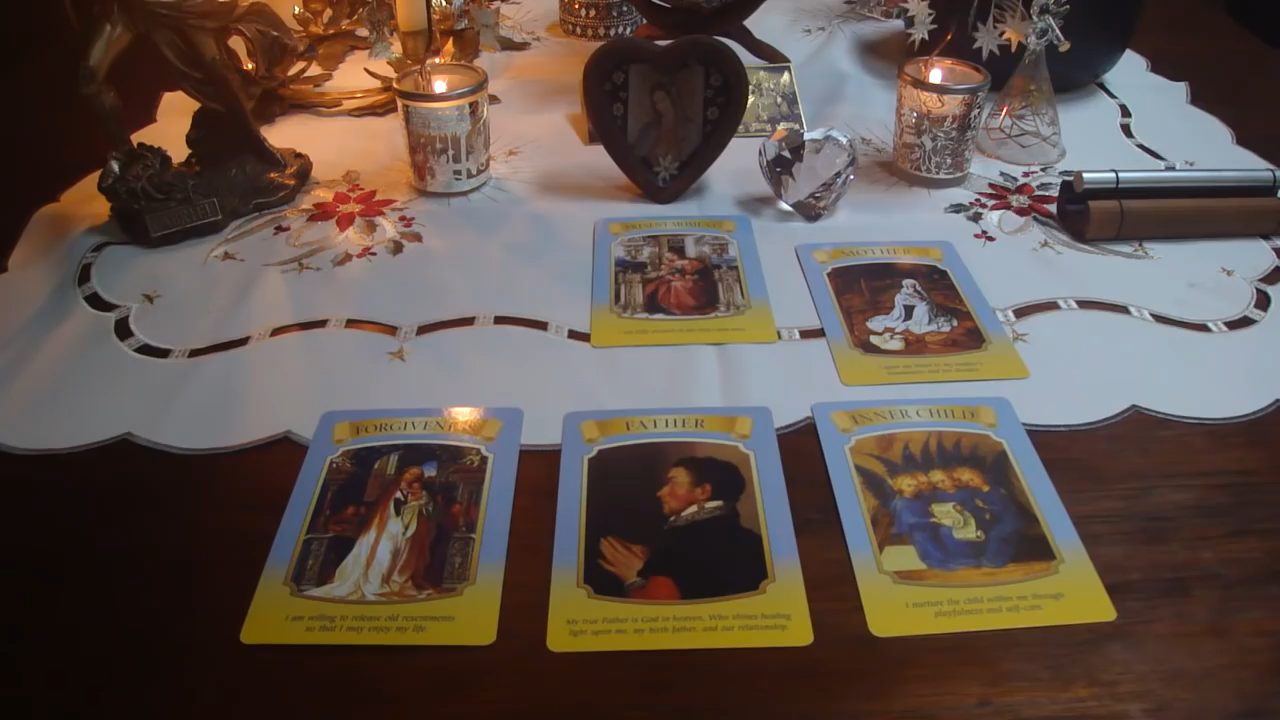 PRESENT MOMENT
MOTHER
FORGIVENESS
I am willing to release old resentments
so that I may enjoy my life.
FATHER
My true Father is God in heaven, Who shines healing
light upon me, my birth father, and our relationship.
INNER CHILD
I nurture the child within me through
playfulness and self-care.